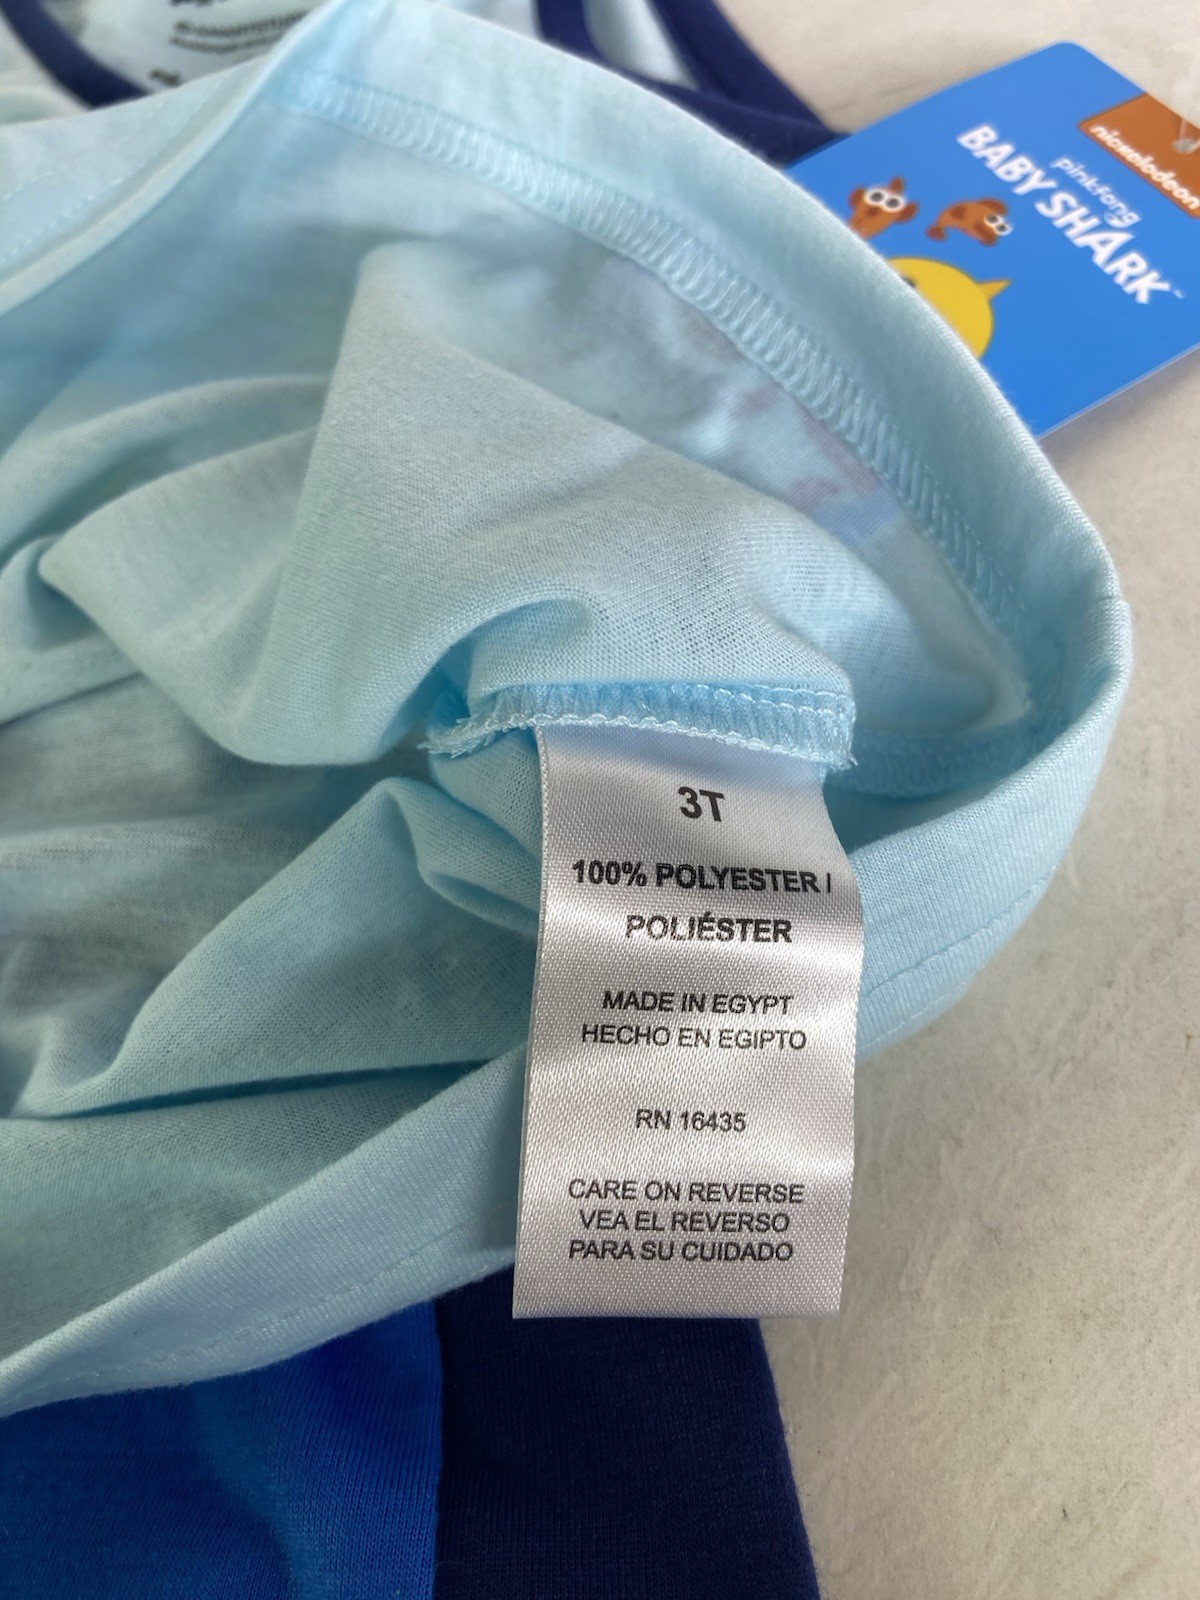 nickelodeon
pinkfong
BABY SHARK™
3T
100% POLYESTER /
POLIÉSTER
MADE IN EGYPT
HECHO EN EGIPTO
RN 16435
CARE ON REVERSE
VEA EL REVERSO
PARA SU CUIDADO